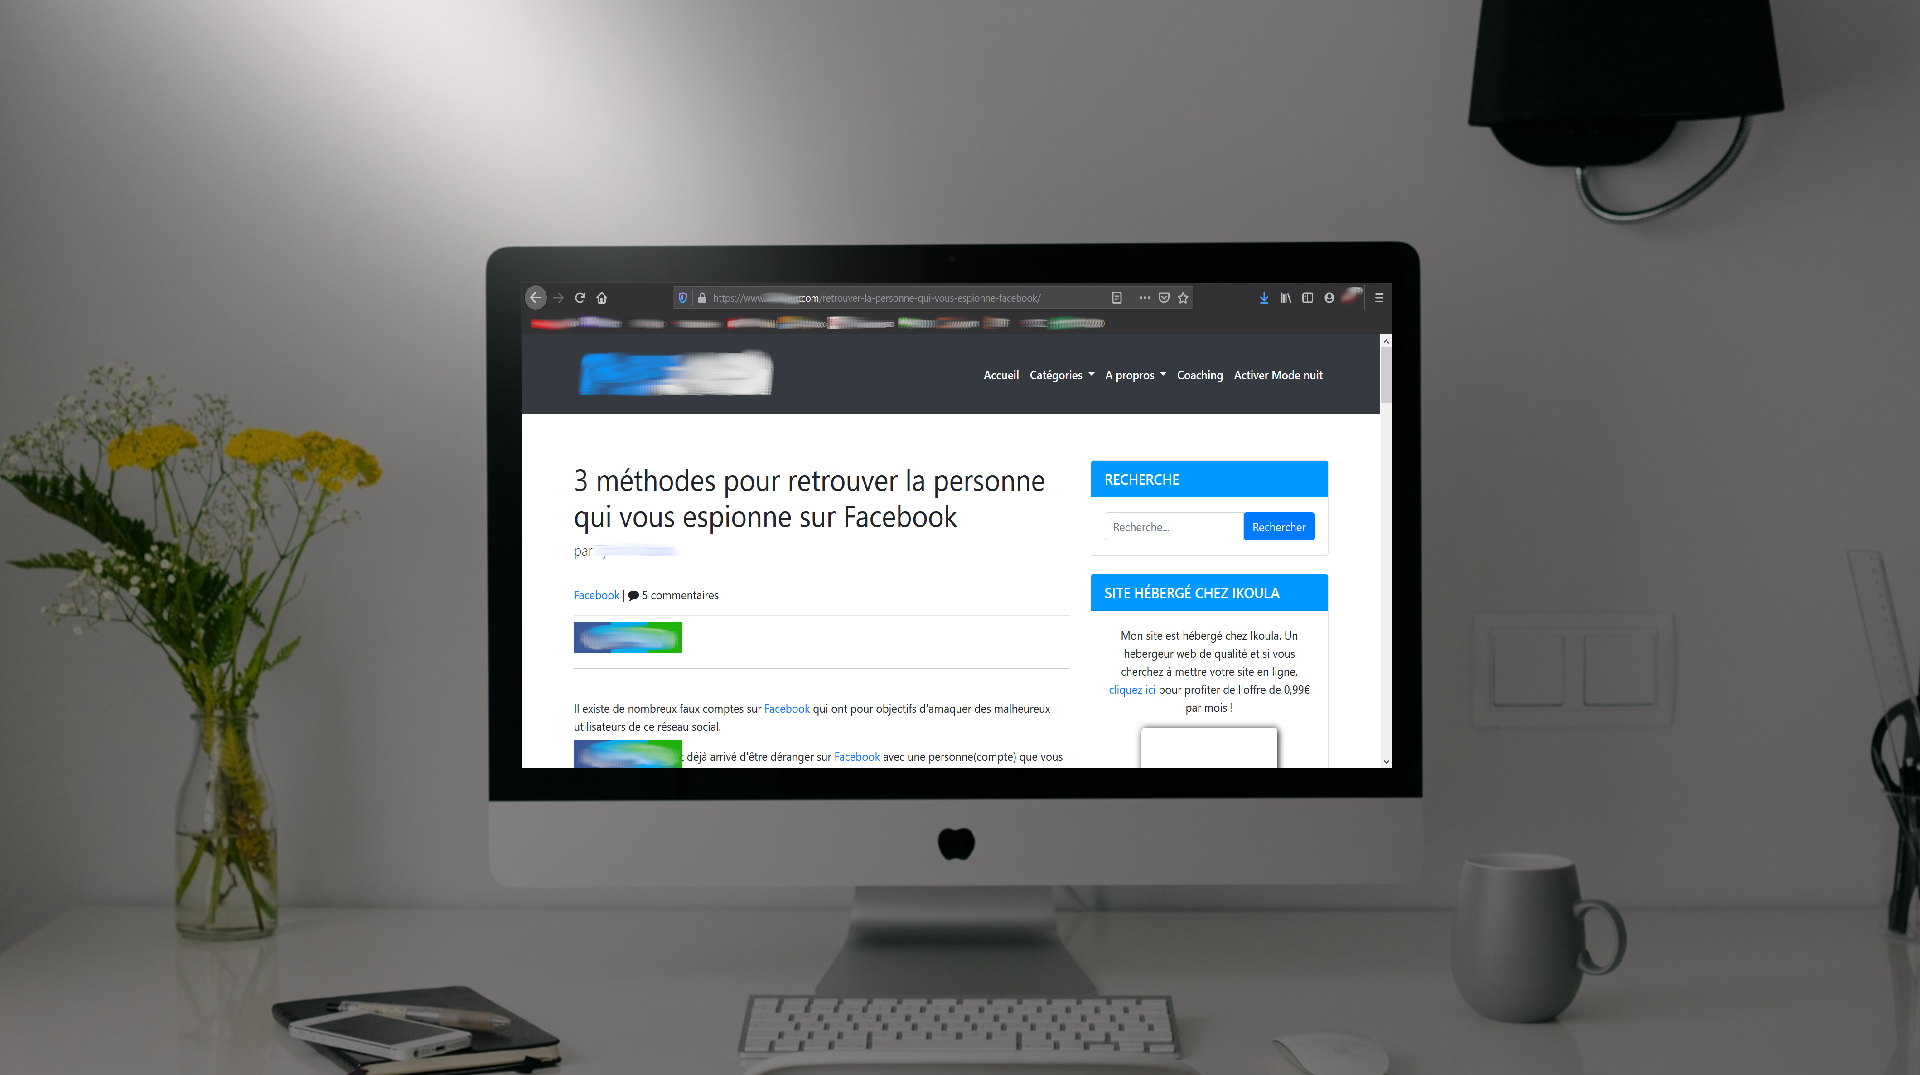 https://www. com/retrouver-la-personne-qui-vous-espionne-facebook/
Accueil Catégories A propos Coaching Activer Mode nuit
3 méthodes pour retrouver la personne
qui vous espionne sur Facebook
par
Facebook | 5 commentaires
Il existe de nombreux faux comptes sur Facebook qui ont pour objectifs d'arnaquer des malheureux
utilisateurs de ce réseau social.
déjà arrivé d'être déranger sur Facebook avec une personne(compte) que vous
RECHERCHE
Recherche... Rechercher
SITE HÉBERGÉ CHEZ IKOULA
Mon site est hébergé chez Ikoula. Un
hebergeur web de qualité et si vous
cherchez à mettre votre site en ligne,
cliquez ici pour profiter de l'offre de 0,99€
par mois !